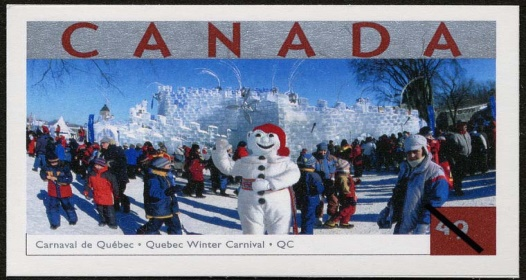 CANADA
49
Carnaval de Québec • Quebec Winter Carnival • QC